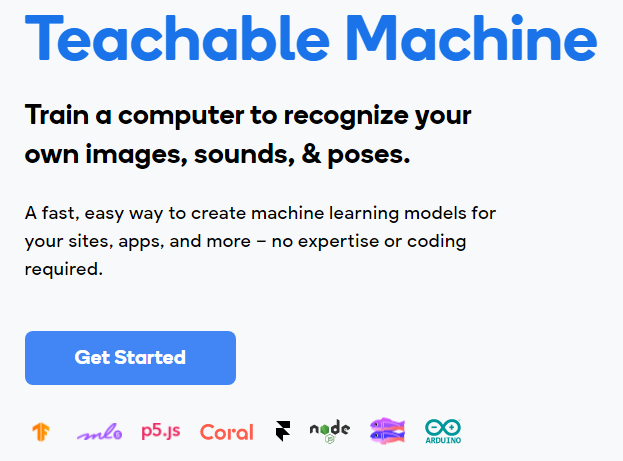 Teachable Machine
Train a computer to recognize your
own images, sounds, & poses.
A fast, easy way to create machine learning models for
your sites, apps, and more – no expertise or coding
required.
Get Started
ml5 p5.js Coral node JS ARDUINO